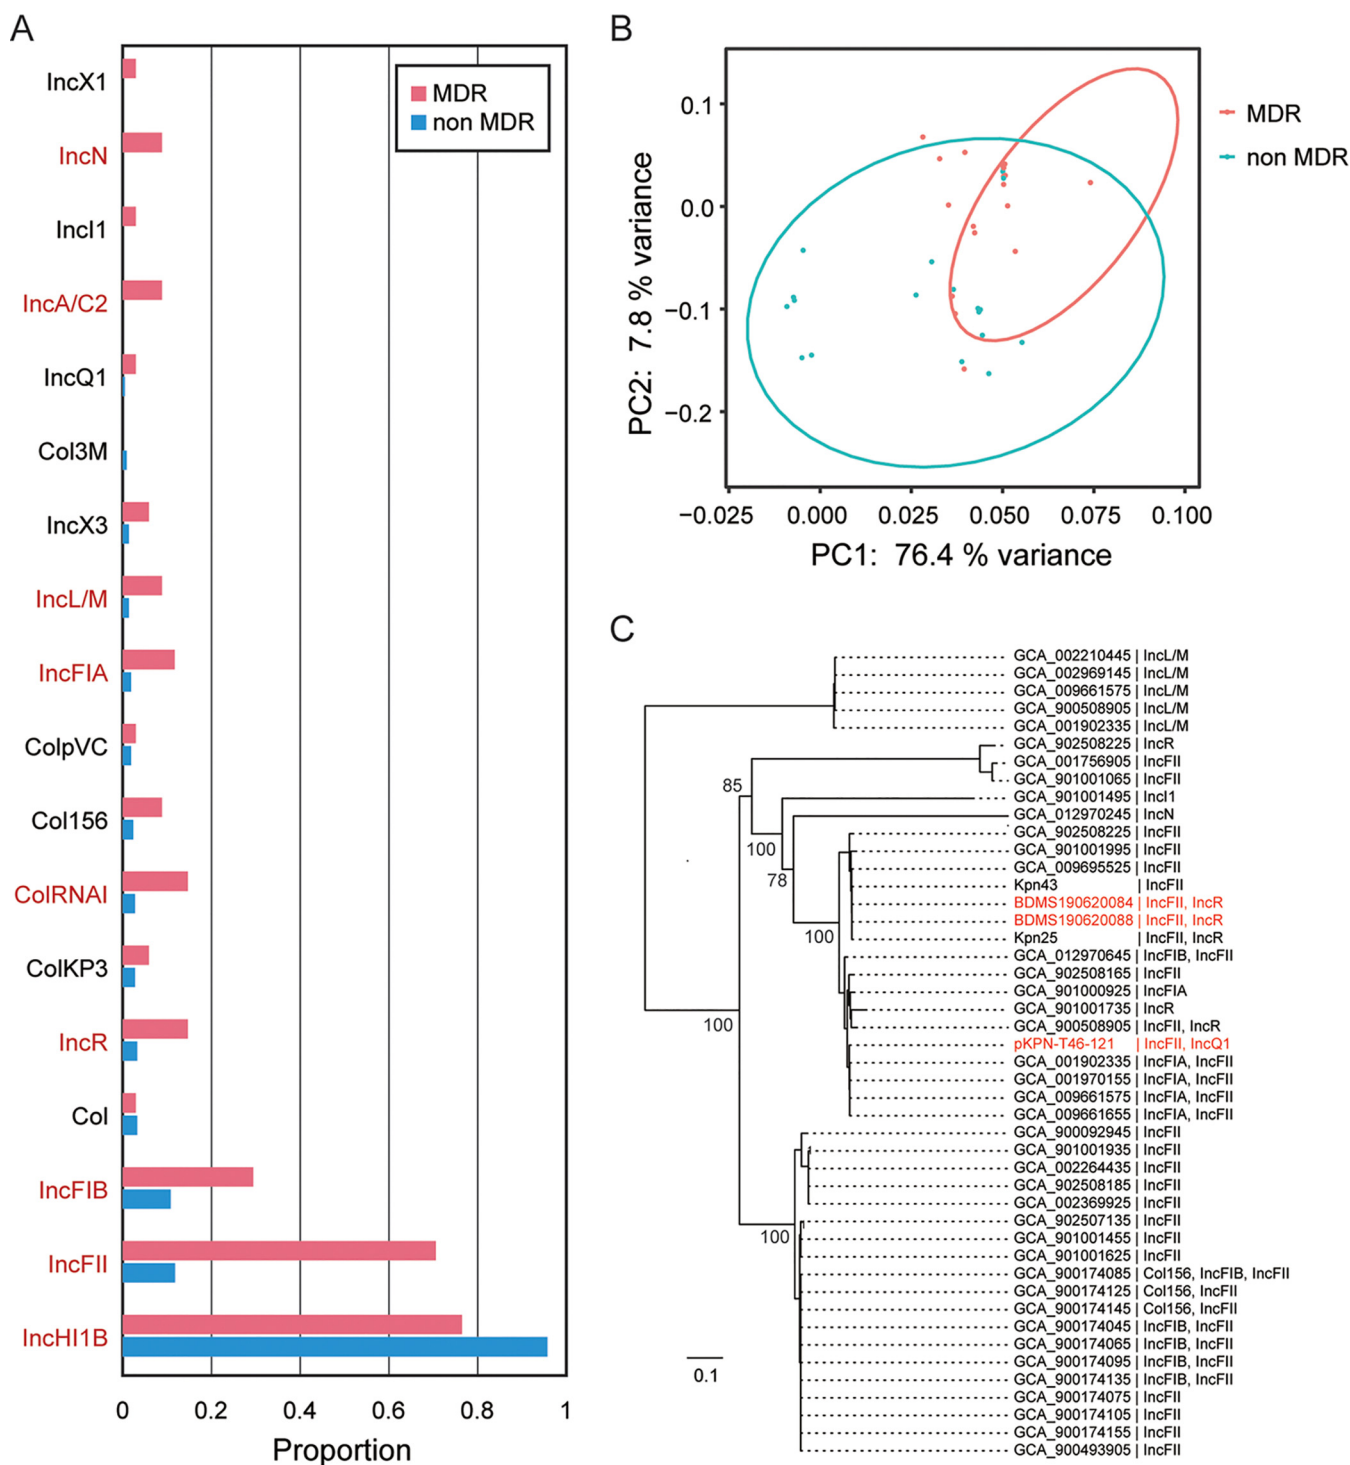 A
IncX1
IncN
IncI1
IncA/C2
IncQ1
Col3M
IncX3
IncL/M
IncFIA
ColpVC
Col156
ColRNAI
ColKP3
IncR
Col
IncFIB
IncFII
IncHI1B
MDR
non MDR
0 0.2 0.4 0.6 0.8 1
Proportion
B
0.1
0.0
−0.1
−0.2
PC2: 7.8 % variance
−0.025 0.000 0.025 0.050 0.075 0.100
PC1: 76.4 % variance
MDR
non MDR
C
GCA_002210445 | IncL/M
GCA_002969145 | IncL/M
GCA_009661575 | IncL/M
GCA_900508905 | IncL/M
GCA_001902335 | IncL/M
GCA_902508225 | IncR
GCA_001756905 | IncFII
GCA_901001065 | IncFII
GCA_901001495 | IncI1
GCA_012970245 | IncN
GCA_902508225 | IncFII
GCA_901001995 | IncFII
GCA_009695525 | IncFII
Kpn43 | IncFII
BDMS190620084 | IncFII, IncR
BDMS190620088 | IncFII, IncR
Kpn25 | IncFII, IncR
GCA_012970645 | IncFIB, IncFII
GCA_902508165 | IncFII
GCA_901000925 | IncFIA
GCA_901001735 | IncR
GCA_900508905 | IncFII, IncR
pKPN-T46-121 | IncFII, IncQ1
GCA_001902335 | IncFIA, IncFII
GCA_001970155 | IncFIA, IncFII
GCA_009661575 | IncFIA, IncFII
GCA_009661655 | IncFIA, IncFII
GCA_900092945 | IncFII
GCA_901001935 | IncFII
GCA_002264435 | IncFII
GCA_902508185 | IncFII
GCA_002369925 | IncFII
GCA_902507135 | IncFII
GCA_901001455 | IncFII
GCA_901001625 | IncFII
GCA_900174085 | Col156, IncFIB, IncFII
GCA_900174125 | Col156, IncFII
GCA_900174145 | Col156, IncFII
GCA_900174045 | IncFIB, IncFII
GCA_900174065 | IncFIB, IncFII
GCA_900174095 | IncFIB, IncFII
GCA_900174135 | IncFIB, IncFII
GCA_900174075 | IncFII
GCA_900174105 | IncFII
GCA_900174155 | IncFII
GCA_900493905 | IncFII
85
100
78
100
100
100
0.1